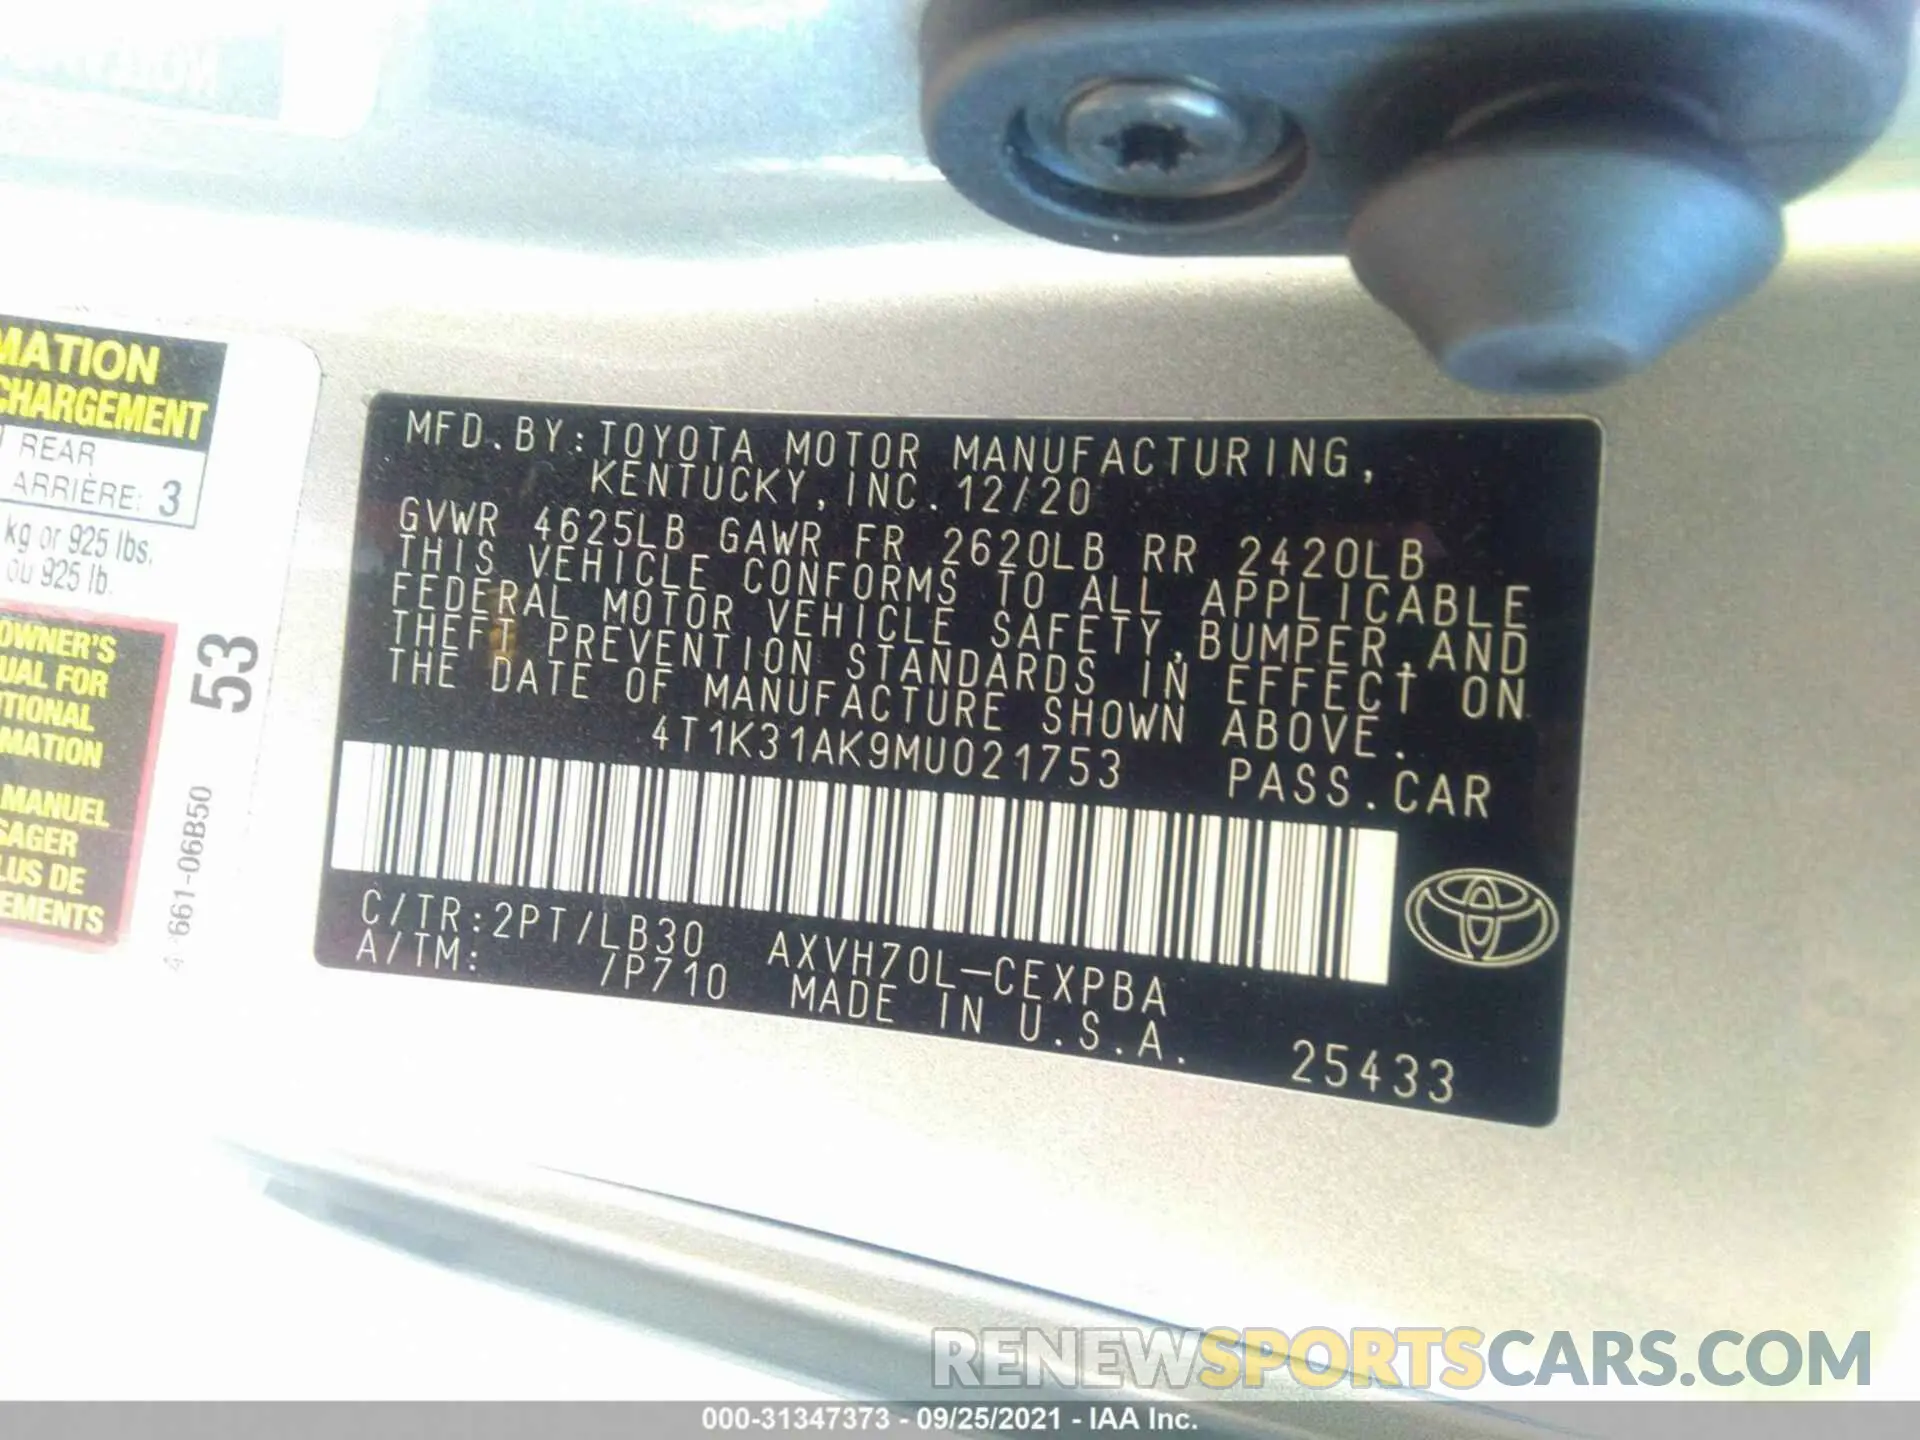 MATION
CHARGEMENT
REAR
ARRIÈRE: 3
kg or 925 lbs.
ou 925 lb.
OWNER'S
UAL FOR
TIONAL
MATION
MANUEL
SAGER
LUS DE
EMENTS
53
661-06B50
MFD.BY:TOYOTA MOTOR MANUFACTURING,
KENTUCKY,INC.12/20
GVWR 4625LB GAWR FR 2620LB RR 2420LB
THIS VEHICLE CONFORMS TO ALL APPLICABLE
FEDERAL MOTOR VEHICLE SAFETY,BUMPER,AND
THEFT PREVENTION STANDARDS IN EFFECT ON
THE DATE OF MANUFACTURE SHOWN ABOVE.
4T1K31AK9MU021753 PASS.CAR
C/TR:2PT/LB30 AXVH70L-CEXPBA
A/TM: /P710 MADE IN U.S.A.
25433
RENEWSPORTSCARS.COM
000-31347373 - 09/25/2021 - IAA Inc.